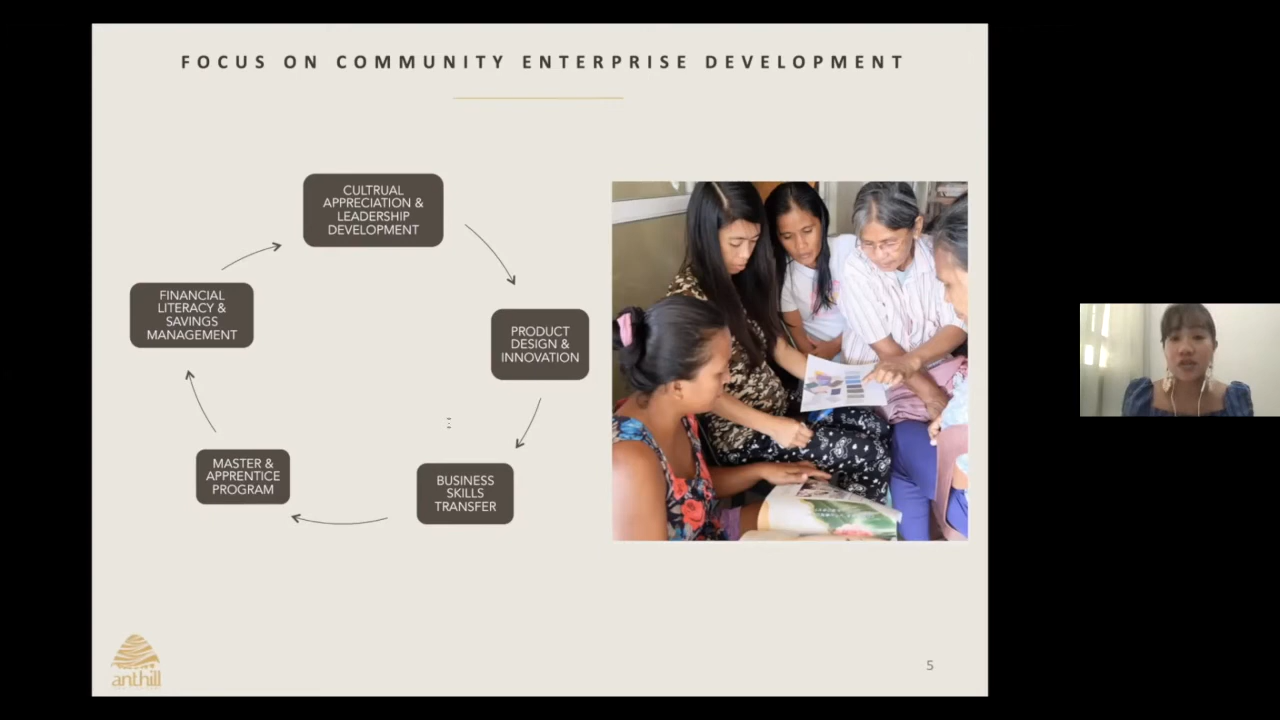 FOCUS ON COMMUNITY ENTERPRISE DEVELOPMENT
CULTRUAL
APPRECIATION &
LEADERSHIP
DEVELOPMENT
PRODUCT
DESIGN &
INNOVATION
BUSINESS
SKILLS
TRANSFER
MASTER &
APPRENTICE
PROGRAM
FINANCIAL
LITERACY &
SAVINGS
MANAGEMENT
anthill
5